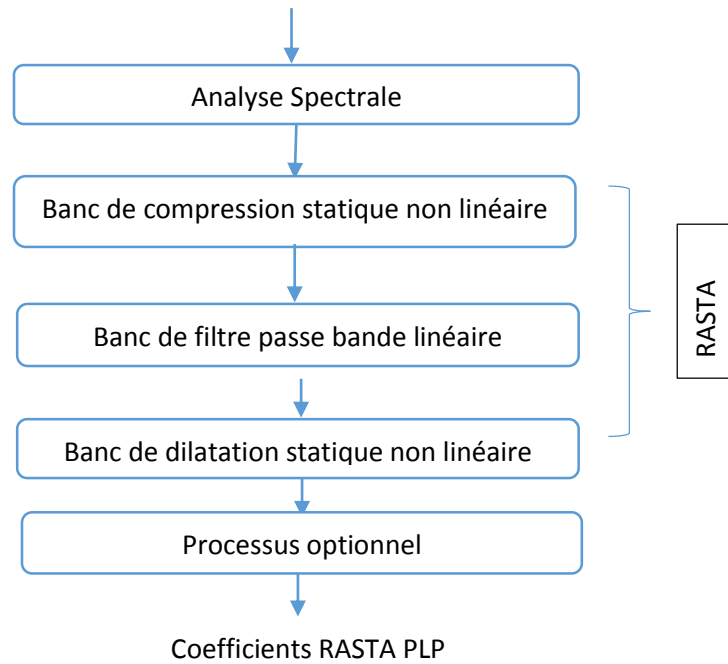 Analyse Spectrale
Banc de compression statique non linéaire
Banc de filtre passe bande linéaire
RASTA
Banc de dilatation statique non linéaire
Processus optionnel
Coefficients RASTA PLP